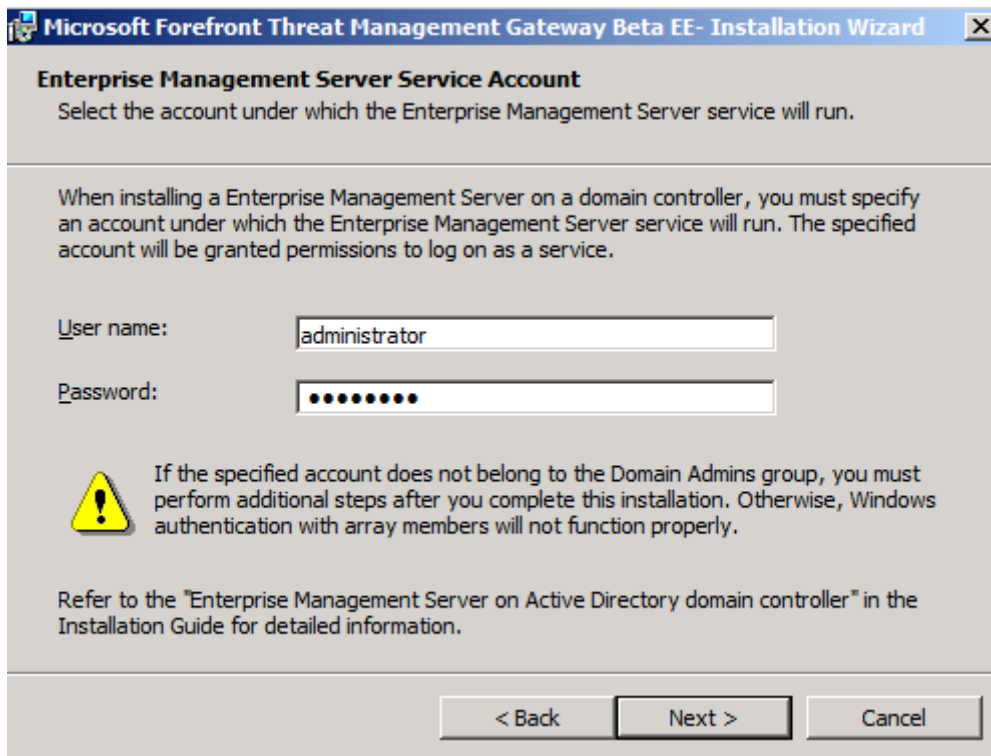 Microsoft Forefront Threat Management Gateway Beta EE- Installation Wizard
Enterprise Management Server Service Account
Select the account under which the Enterprise Management Server service will run.
When installing a Enterprise Management Server on a domain controller, you must specify
an account under which the Enterprise Management Server service will run. The specified
account will be granted permissions to log on as a service.
User name:
administrator
Password:
••••••••
If the specified account does not belong to the Domain Admins group, you must
perform additional steps after you complete this installation. Otherwise, Windows
authentication with array members will not function properly.
Refer to the "Enterprise Management Server on Active Directory domain controller" in the
Installation Guide for detailed information.
< Back
Next >
Cancel